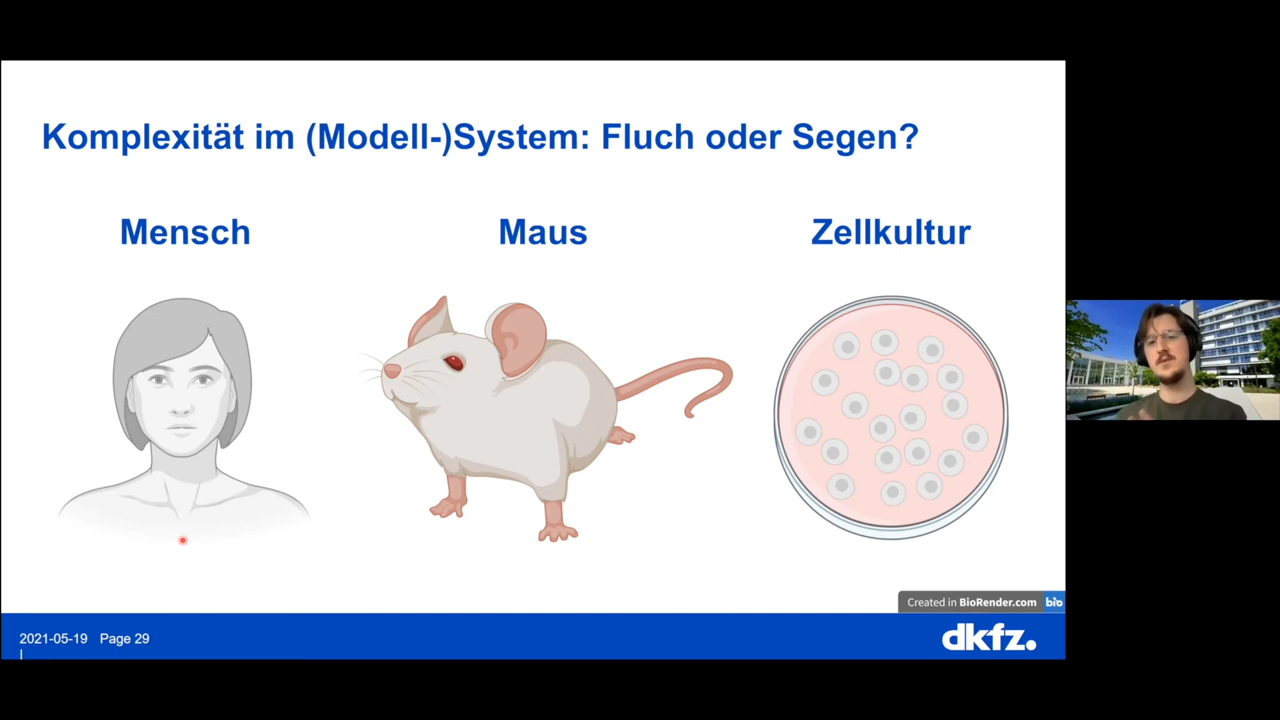 Komplexität im (Modell-)System: Fluch oder Segen?
Mensch
Maus
Zellkultur
Created in BioRender.com bio
2021-05-19 Page 29
|
dkfz.